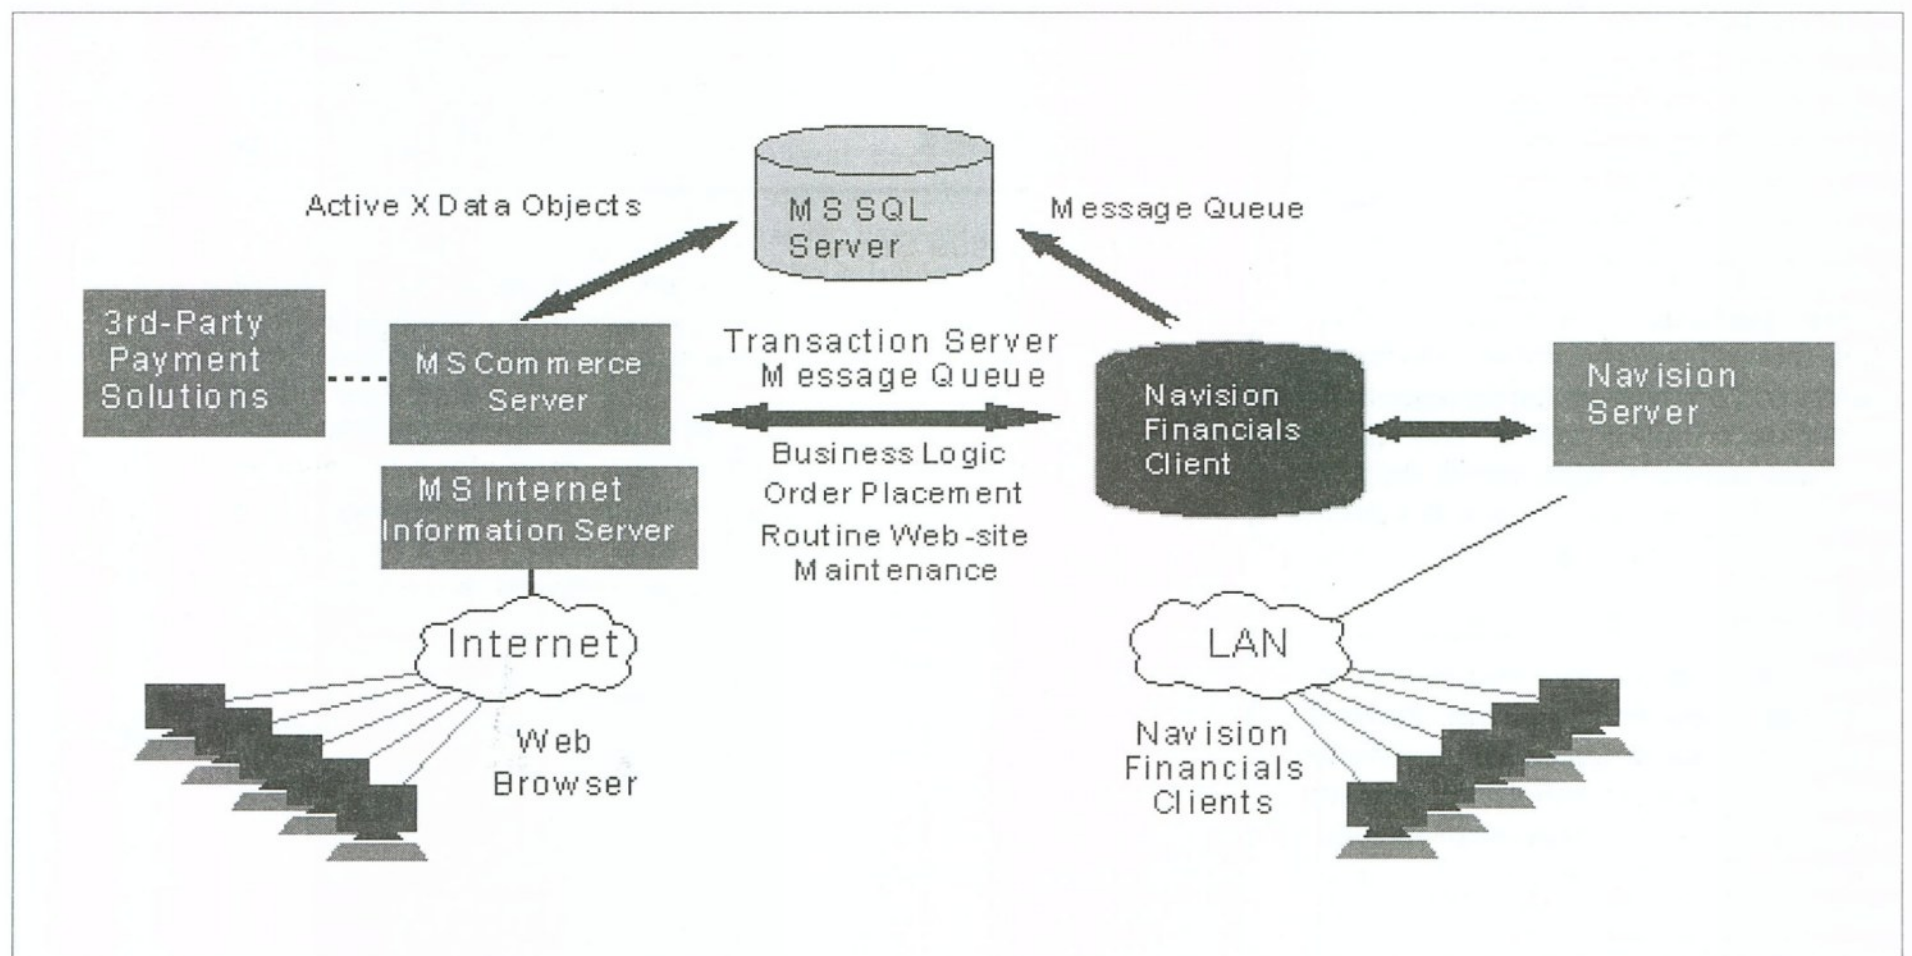 Active X Data Objects
MS SQL
Server
Message Queue
3rd-Party
Payment
Solutions
MS Commerce
Server
Transaction Server
Message Queue
Business Logic
Order Placement
Routine Web-site
Maintenance
Navision
Financials
Client
Navision
Server
MS Internet
Information Server
Internet
LAN
Web
Browser
Navision
Financials
Clients